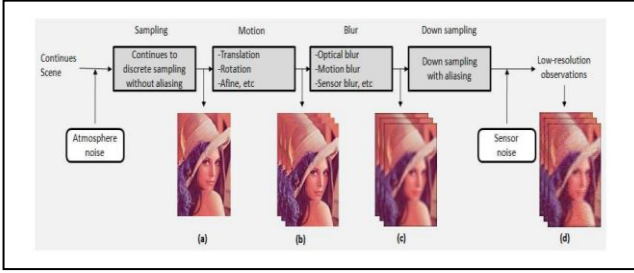 Sampling
Motion
Blur
Down sampling
Continues
Scene
Continues to
discrete sampling
without aliasing
-Translation
-Rotation
-Afine, etc
-Optical blur
-Motion blur
-Sensor blur, etc
Down sampling
with aliasing
Low-resolution
observations
Atmosphere
noise
Sensor
noise
(a)
(b)
(c)
(d)